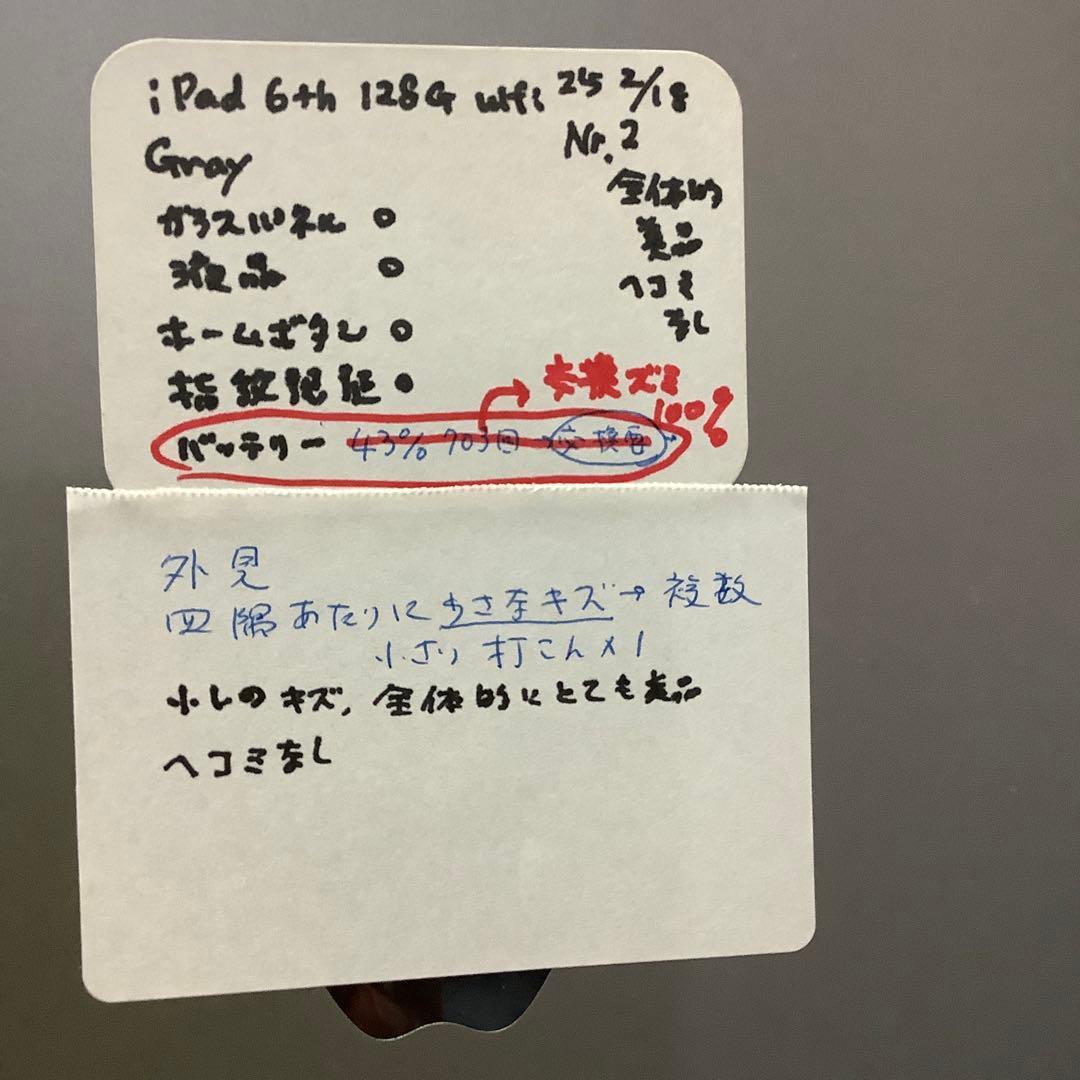 iPad 6th 128G wifi 25 2/18
Nr. 2
Gray
全体的
美品
ヘコミ
なし
ガラスパネル ○
液晶 ○
ホームボタン ○
指紋認証 ○
交換ズミ
100%
バッテリー 43% 703回 →交換要
外見
四隅あたりに小さなキズ→複数
小さい打こん×1
少しのキズ, 全体的にとても美品
ヘコミなし